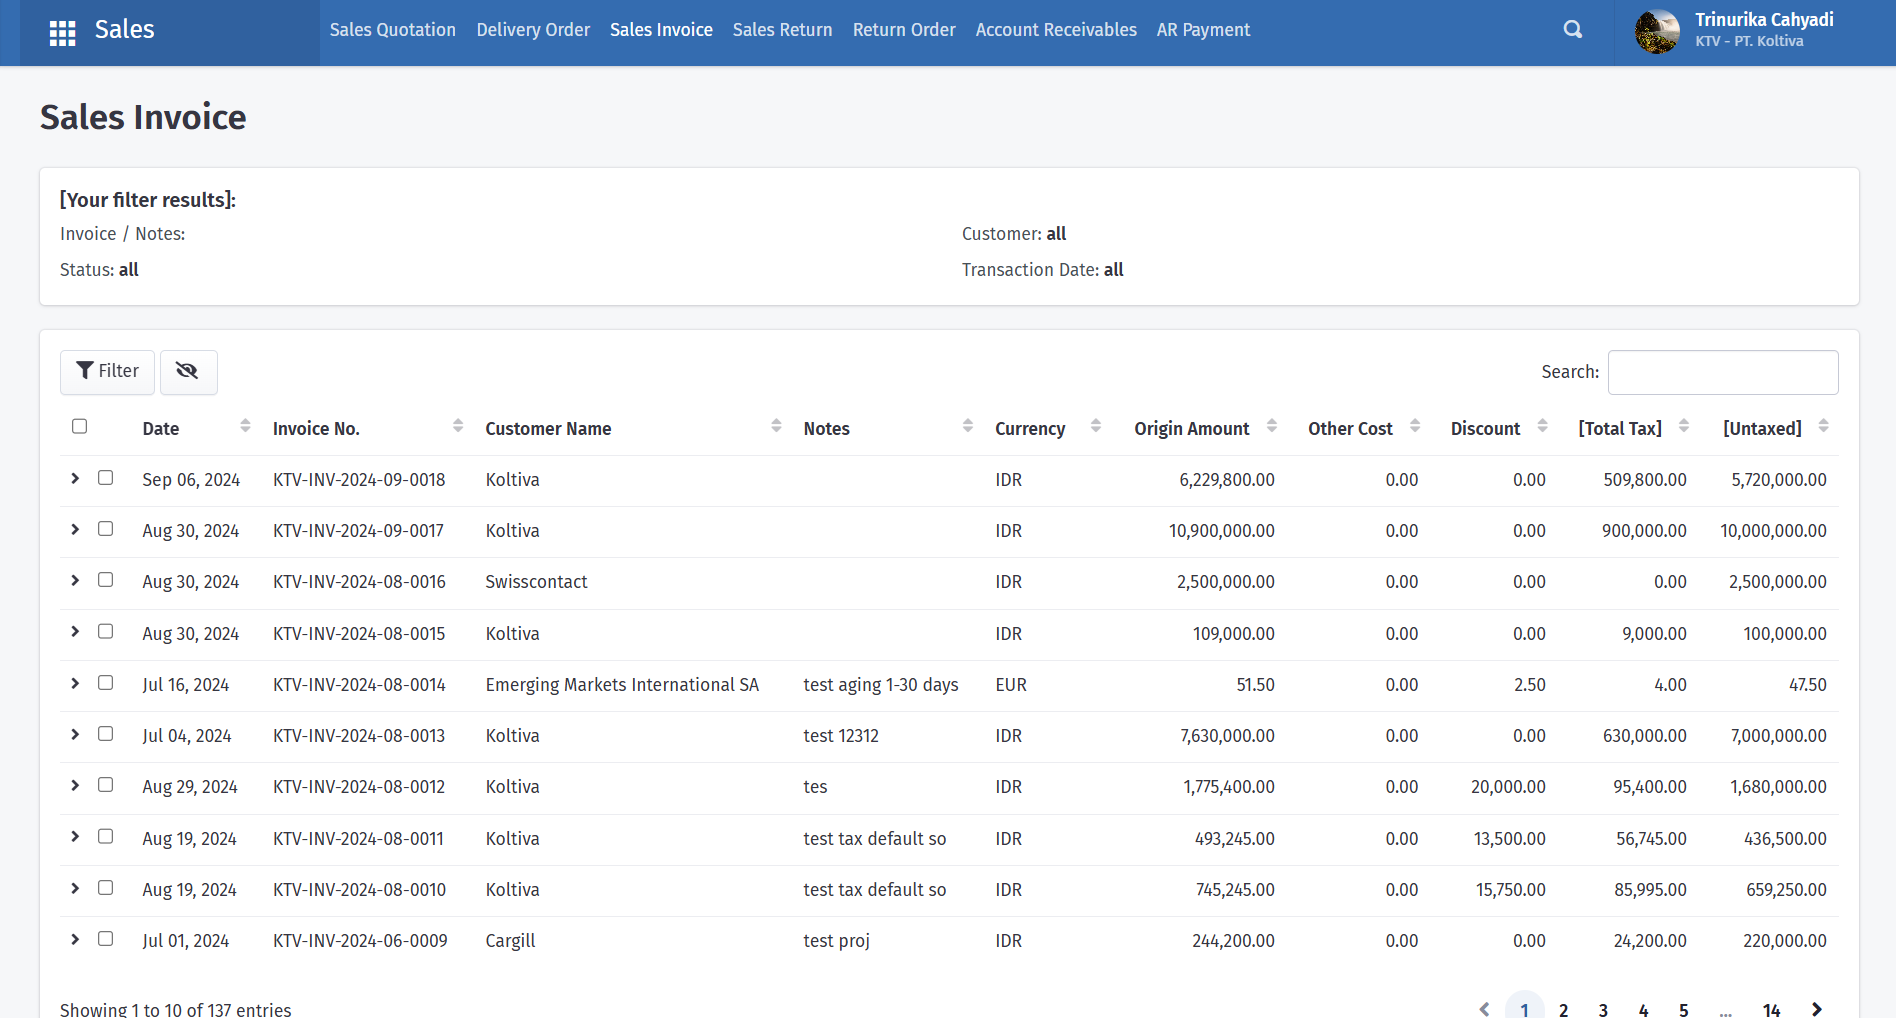 Sales Sales Quotation Delivery Order Sales Invoice Sales Return Return Order Account Receivables AR Payment Trinurika Cahyadi
KTV - PT. Koltiva
Sales Invoice
[Your filter results]:
Invoice / Notes: Customer: all
Status: all Transaction Date: all
Filter Search:
Date Invoice No. Customer Name Notes Currency Origin Amount Other Cost Discount [Total Tax] [Untaxed]
Sep 06, 2024 KTV-INV-2024-09-0018 Koltiva IDR 6,229,800.00 0.00 0.00 509,800.00 5,720,000.00
Aug 30, 2024 KTV-INV-2024-09-0017 Koltiva IDR 10,900,000.00 0.00 0.00 900,000.00 10,000,000.00
Aug 30, 2024 KTV-INV-2024-08-0016 Swisscontact IDR 2,500,000.00 0.00 0.00 0.00 2,500,000.00
Aug 30, 2024 KTV-INV-2024-08-0015 Koltiva IDR 109,000.00 0.00 0.00 9,000.00 100,000.00
Jul 16, 2024 KTV-INV-2024-08-0014 Emerging Markets International SA test aging 1-30 days EUR 51.50 0.00 2.50 4.00 47.50
Jul 04, 2024 KTV-INV-2024-08-0013 Koltiva test 12312 IDR 7,630,000.00 0.00 0.00 630,000.00 7,000,000.00
Aug 29, 2024 KTV-INV-2024-08-0012 Koltiva tes IDR 1,775,400.00 0.00 20,000.00 95,400.00 1,680,000.00
Aug 19, 2024 KTV-INV-2024-08-0011 Koltiva test tax default so IDR 493,245.00 0.00 13,500.00 56,745.00 436,500.00
Aug 19, 2024 KTV-INV-2024-08-0010 Koltiva test tax default so IDR 745,245.00 0.00 15,750.00 85,995.00 659,250.00
Jul 01, 2024 KTV-INV-2024-06-0009 Cargill test proj IDR 244,200.00 0.00 0.00 24,200.00 220,000.00
Showing 1 to 10 of 137 entries 1 2 3 4 5 ... 14